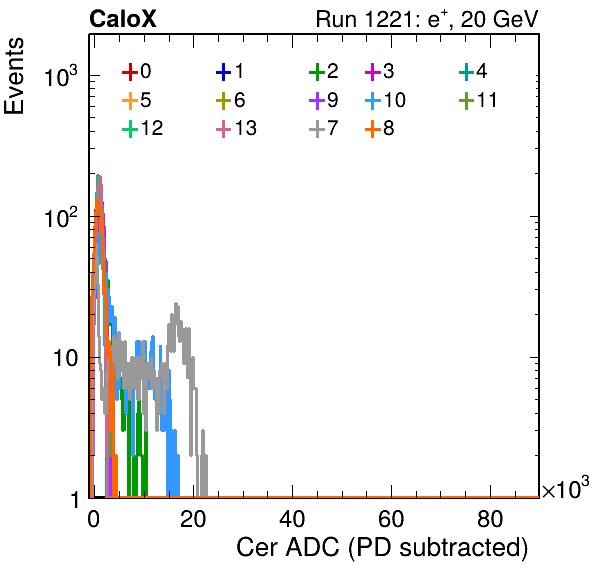 CaloX Run 1221: e⁺, 20 GeV
Events
10³
10²
10
1
0 1 2 3 4
5 6 9 10 11
12 13 7 8
0 20 40 60 80
×10³
Cer ADC (PD subtracted)